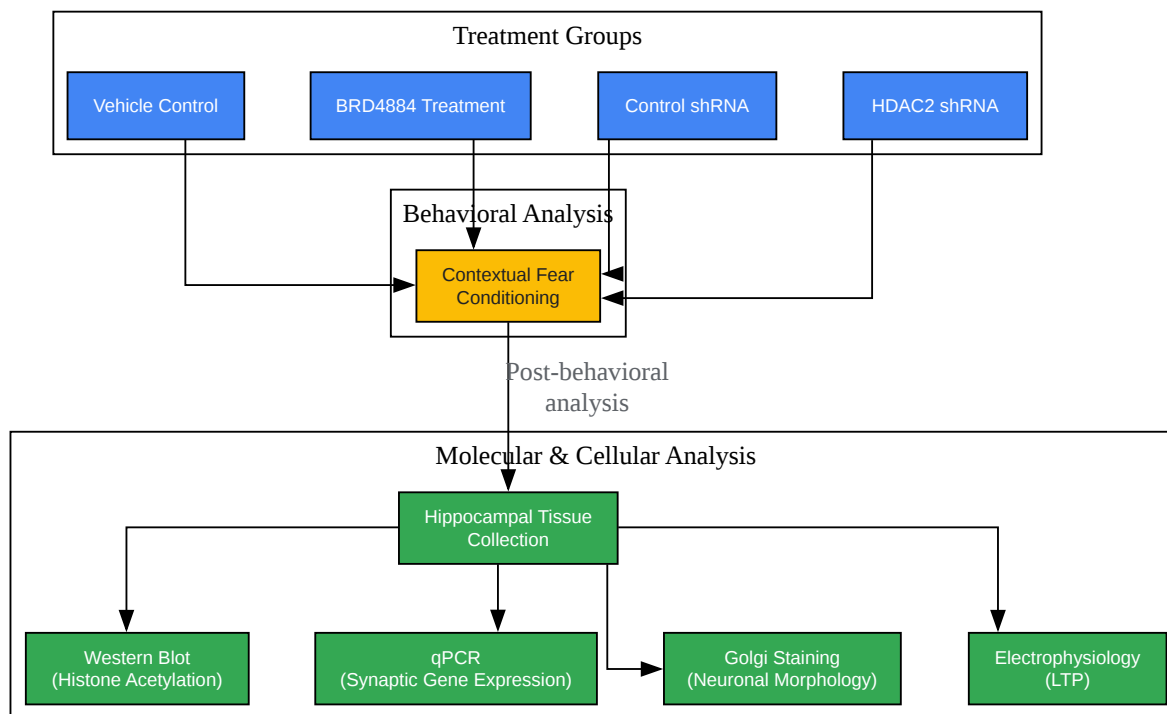 Treatment Groups
Vehicle Control
BRD4884 Treatment
Control shRNA
HDAC2 shRNA
Behavioral Analysis
Contextual Fear
Conditioning
Post-behavioral
analysis
Molecular & Cellular Analysis
Hippocampal Tissue
Collection
Western Blot
(Histone Acetylation)
qPCR
(Synaptic Gene Expression)
Golgi Staining
(Neuronal Morphology)
Electrophysiology
(LTP)